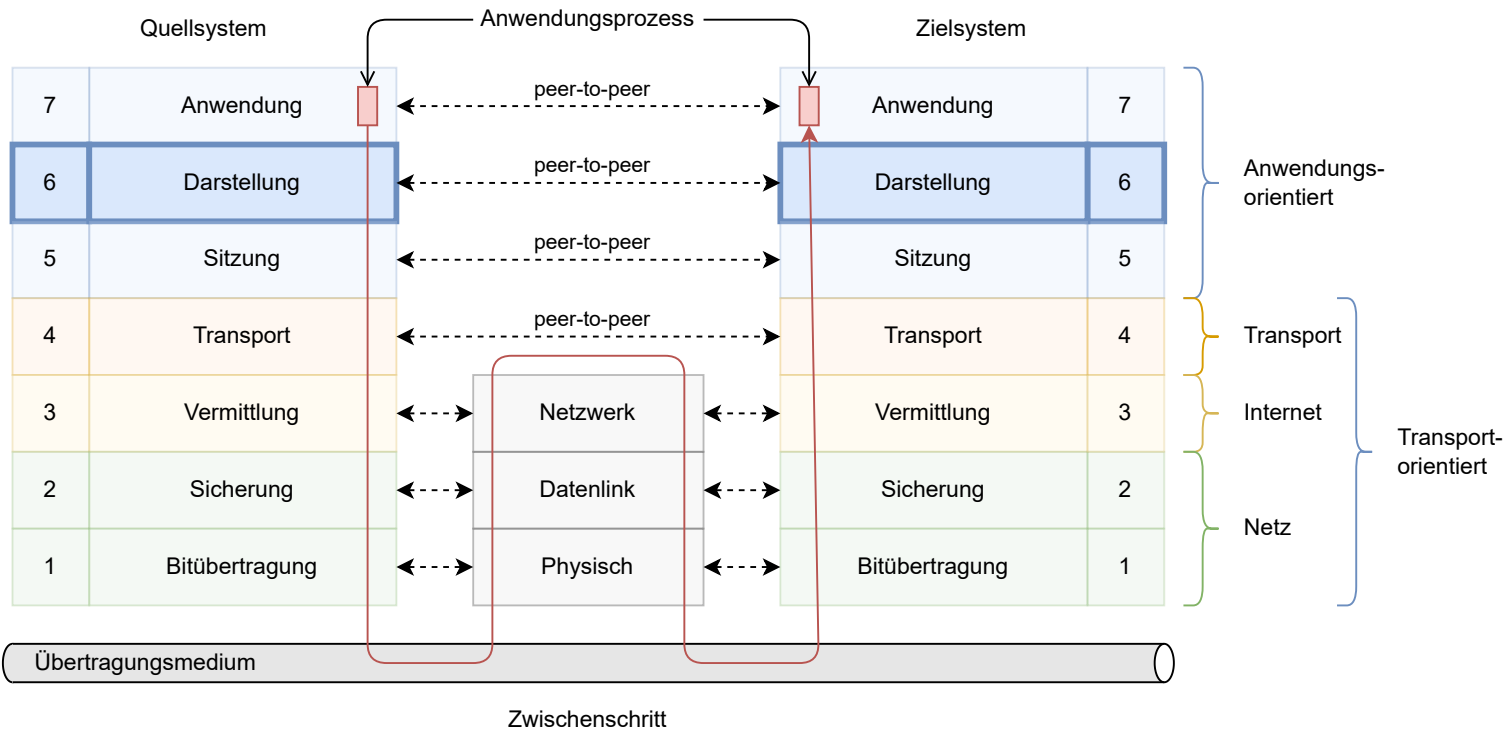 Anwendungsprozess
Quellsystem
Zielsystem
7 Anwendung peer-to-peer Anwendung 7
6 Darstellung peer-to-peer Darstellung 6
Anwendungs-
orientiert
5 Sitzung peer-to-peer Sitzung 5
4 Transport peer-to-peer Transport 4 Transport
3 Vermittlung Netzwerk Vermittlung 3 Internet
Transport-
orientiert
2 Sicherung Datenlink Sicherung 2
Netz
1 Bitübertragung Physisch Bitübertragung 1
Übertragungsmedium
Zwischenschritt